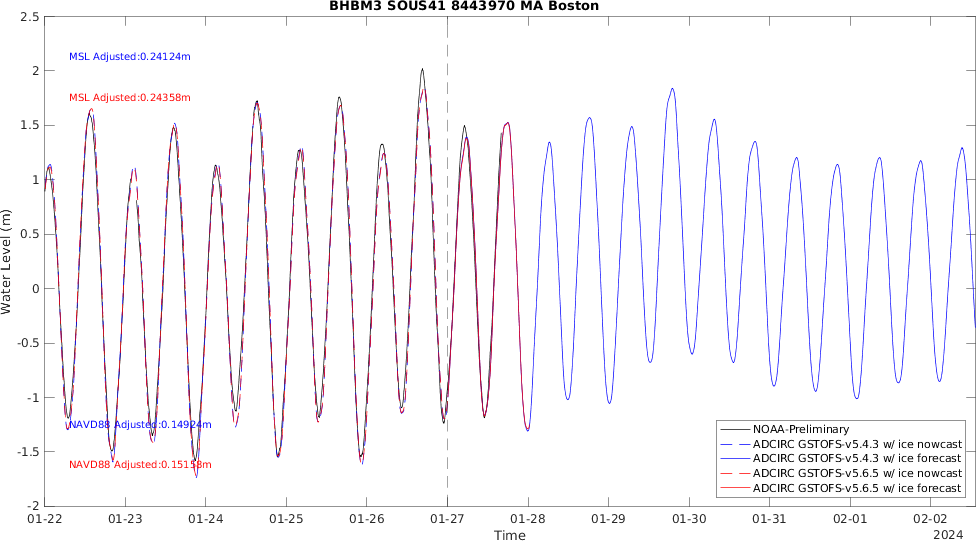 BHBM3 SOUS41 8443970 MA Boston
2.5
2
1.5
1
0.5
0
-0.5
-1
-1.5
-2
Water Level (m)
MSL Adjusted:0.24124m
MSL Adjusted:0.24358m
NAVD88 Adjusted:0.14924m
NAVD88 Adjusted:0.15158m
NOAA-Preliminary
ADCIRC GSTOFS-v5.4.3 w/ ice nowcast
ADCIRC GSTOFS-v5.4.3 w/ ice forecast
ADCIRC GSTOFS-v5.6.5 w/ ice nowcast
ADCIRC GSTOFS-v5.6.5 w/ ice forecast
01-22 01-23 01-24 01-25 01-26 01-27 01-28 01-29 01-30 01-31 02-01 02-02
2024
Time